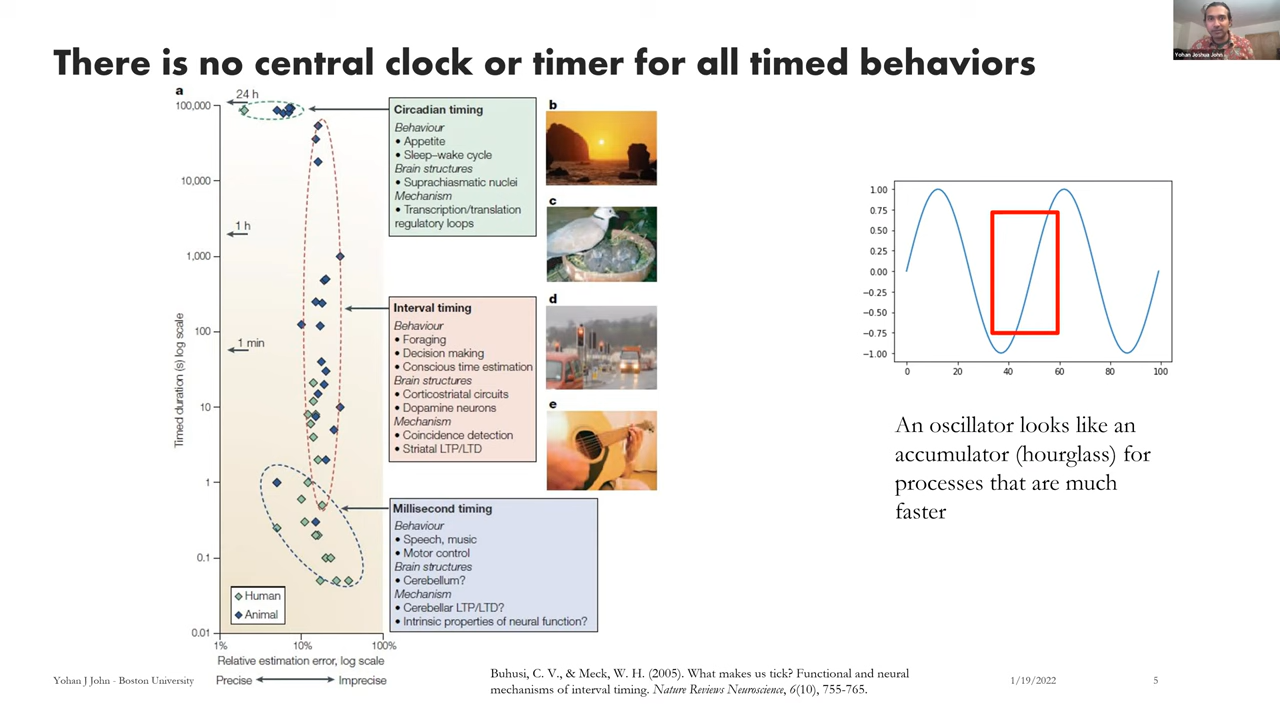 There is no central clock or timer for all timed behaviors
Yohan Joshua John
a
24 h
100,000
10,000
1 h
1,000
100
1 min
10
1
0.1
0.01
Timed duration (s) log scale
Human
Animal
1%
10%
100%
Relative estimation error, log scale
Precise
Imprecise
Circadian timing
Behaviour
• Appetite
• Sleep–wake cycle
Brain structures
• Suprachiasmatic nuclei
Mechanism
• Transcription/translation
regulatory loops
Interval timing
Behaviour
• Foraging
• Decision making
• Conscious time estimation
Brain structures
• Corticostriatal circuits
• Dopamine neurons
Mechanism
• Coincidence detection
• Striatal LTP/LTD
Millisecond timing
Behaviour
• Speech, music
• Motor control
Brain structures
• Cerebellum?
Mechanism
• Cerebellar LTP/LTD?
• Intrinsic properties of neural function?
b
c
d
e
1.00
0.75
0.50
0.25
0.00
−0.25
−0.50
−0.75
−1.00
0
20
40
60
80
100
An oscillator looks like an
accumulator (hourglass) for
processes that are much
faster
Yohan J John - Boston University
Buhusi, C. V., & Meck, W. H. (2005). What makes us tick? Functional and neural
mechanisms of interval timing. Nature Reviews Neuroscience, 6(10), 755-765.
1/19/2022
5